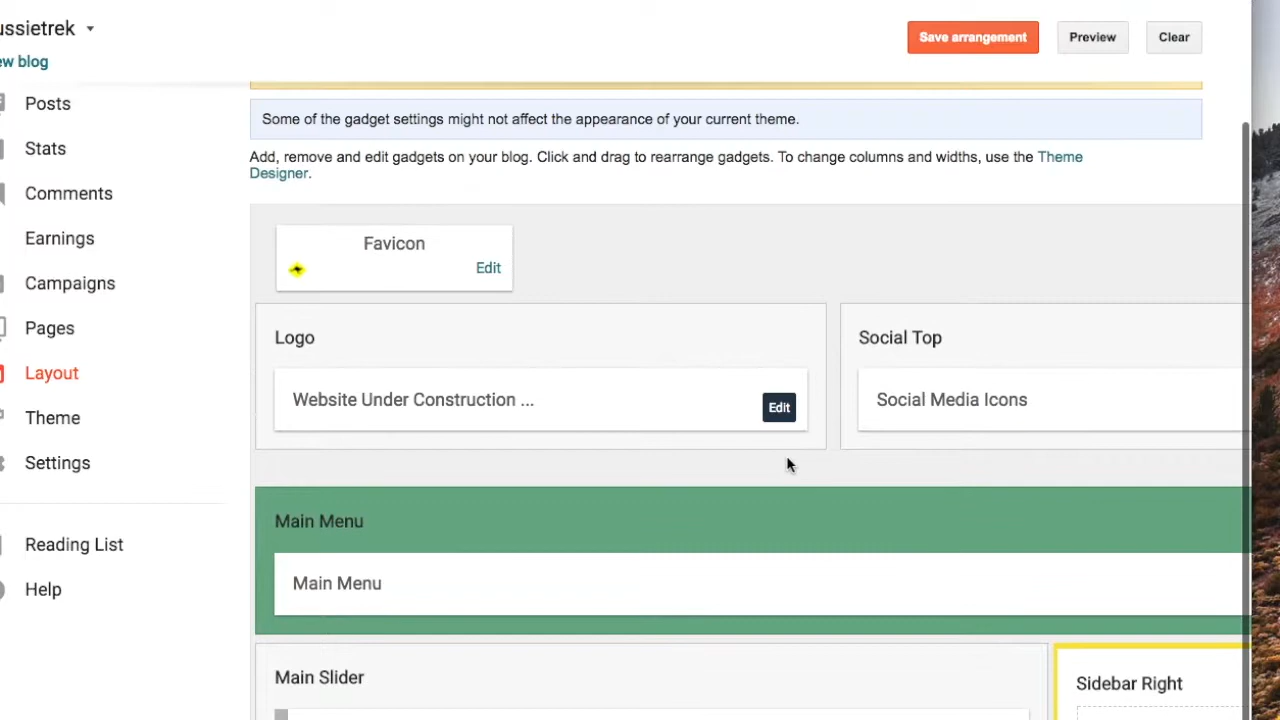 ussietrek
ew blog
Save arrangement
Preview
Clear
Posts
Stats
Comments
Earnings
Campaigns
Pages
Layout
Theme
Settings
Reading List
Help
Some of the gadget settings might not affect the appearance of your current theme.
Add, remove and edit gadgets on your blog. Click and drag to rearrange gadgets. To change columns and widths, use the Theme
Designer.
Favicon
Edit
Logo
Website Under Construction ...
Edit
Social Top
Social Media Icons
Main Menu
Main Menu
Main Slider
Sidebar Right